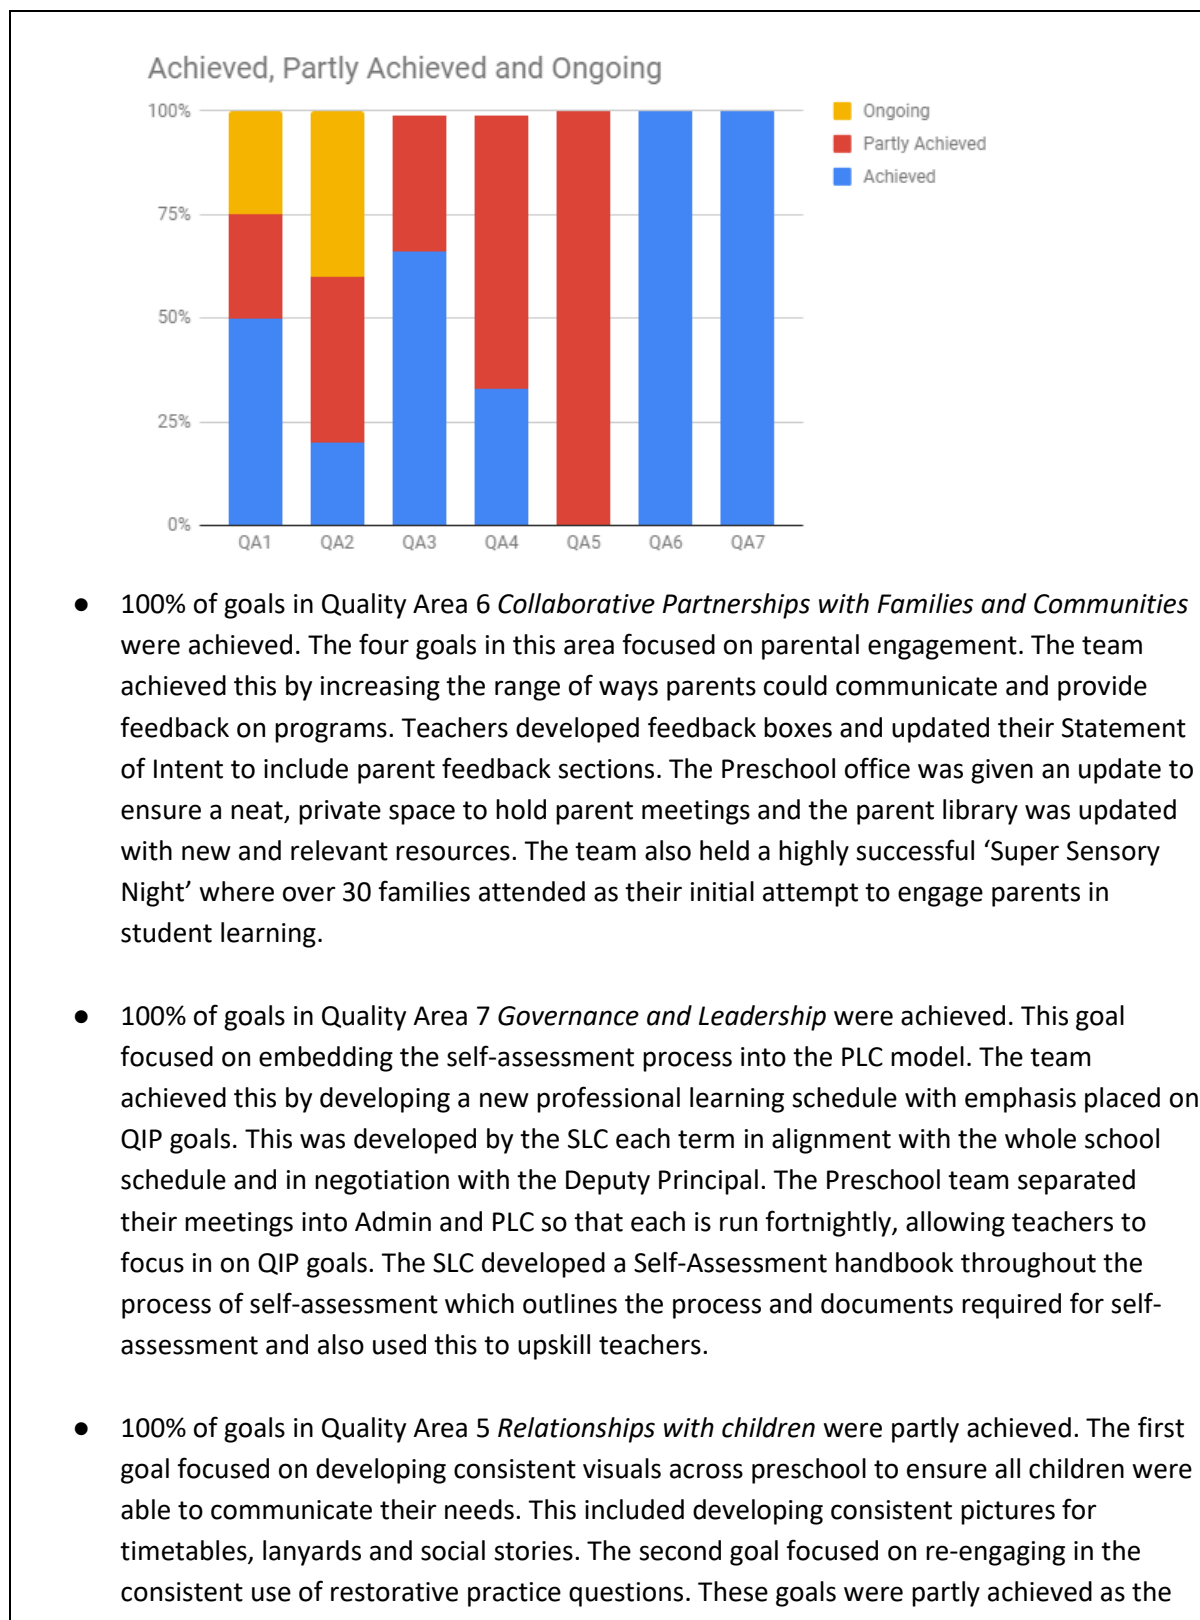 Achieved, Partly Achieved and Ongoing
100%
75%
50%
25%
0%
QA1 QA2 QA3 QA4 QA5 QA6 QA7
Ongoing
Partly Achieved
Achieved
● 100% of goals in Quality Area 6 Collaborative Partnerships with Families and Communities
were achieved. The four goals in this area focused on parental engagement. The team
achieved this by increasing the range of ways parents could communicate and provide
feedback on programs. Teachers developed feedback boxes and updated their Statement
of Intent to include parent feedback sections. The Preschool office was given an update to
ensure a neat, private space to hold parent meetings and the parent library was updated
with new and relevant resources. The team also held a highly successful ‘Super Sensory
Night’ where over 30 families attended as their initial attempt to engage parents in
student learning.
● 100% of goals in Quality Area 7 Governance and Leadership were achieved. This goal
focused on embedding the self-assessment process into the PLC model. The team
achieved this by developing a new professional learning schedule with emphasis placed on
QIP goals. This was developed by the SLC each term in alignment with the whole school
schedule and in negotiation with the Deputy Principal. The Preschool team separated
their meetings into Admin and PLC so that each is run fortnightly, allowing teachers to
focus in on QIP goals. The SLC developed a Self-Assessment handbook throughout the
process of self-assessment which outlines the process and documents required for self-
assessment and also used this to upskill teachers.
● 100% of goals in Quality Area 5 Relationships with children were partly achieved. The first
goal focused on developing consistent visuals across preschool to ensure all children were
able to communicate their needs. This included developing consistent pictures for
timetables, lanyards and social stories. The second goal focused on re-engaging in the
consistent use of restorative practice questions. These goals were partly achieved as the